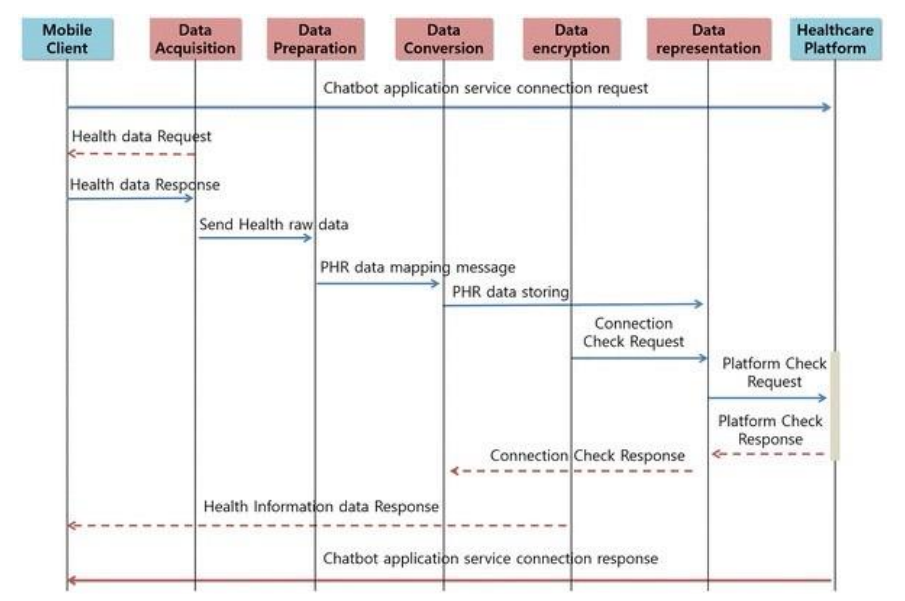 Mobile
Client
Data
Acquisition
Data
Preparation
Data
Conversion
Data
encryption
Data
representation
Healthcare
Platform
Chatbot application service connection request
Health data Request
Health data Response
Send Health raw data
PHR data mapping message
PHR data storing
Connection
Check Request
Platform Check
Request
Platform Check
Response
Connection Check Response
Health Information data Response
Chatbot application service connection response